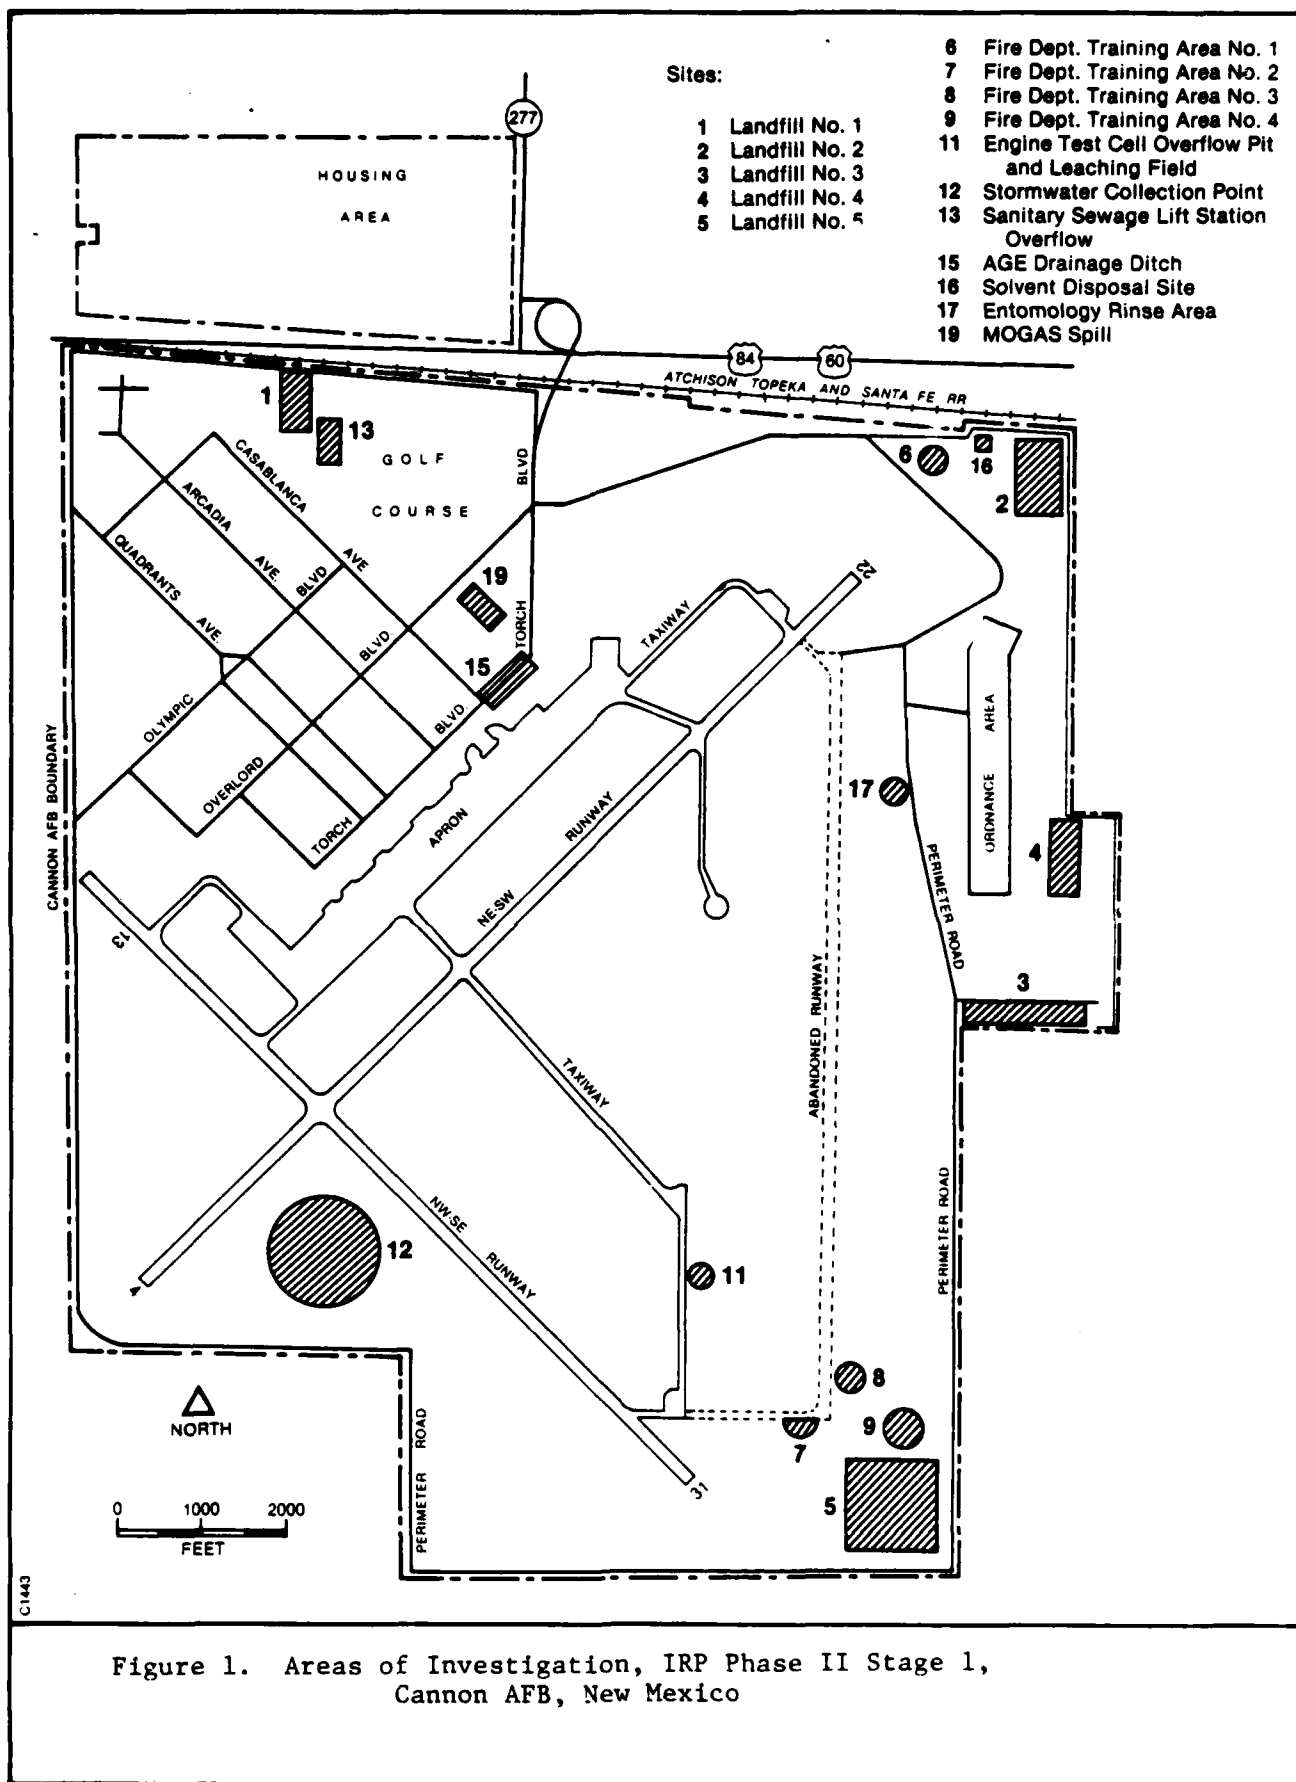 Sites:
1 Landfill No. 1
2 Landfill No. 2
3 Landfill No. 3
4 Landfill No. 4
5 Landfill No. 5
6 Fire Dept. Training Area No. 1
7 Fire Dept. Training Area No. 2
8 Fire Dept. Training Area No. 3
9 Fire Dept. Training Area No. 4
11 Engine Test Cell Overflow Pit
and Leaching Field
12 Stormwater Collection Point
13 Sanitary Sewage Lift Station
Overflow
15 AGE Drainage Ditch
16 Solvent Disposal Site
17 Entomology Rinse Area
19 MOGAS Spill
277
HOUSING
AREA
84
60
ATCHISON TOPEKA AND SANTA FE RR
1
13
GOLF
COURSE
BLVD
6
16
2
CASABLANCA
AVE
ARCADIA
AVE.
QUADRANTS
AVE.
BLVD
OLYMPIC
BLVD.
OVERLORD
19
TORCH
15
BLVD.
TORCH
TAXIWAY
22
APRON
RUNWAY
NE-SW
17
ORDNANCE AREA
4
PERIMETER ROAD
3
CANNON AFB BOUNDARY
13
ABANDONED RUNWAY
TAXIWAY
NW-SE
RUNWAY
12
4
11
PERIMETER ROAD
8
9
7
5
31
NORTH
PERIMETER ROAD
0 1000 2000
FEET
C1443
Figure 1. Areas of Investigation, IRP Phase II Stage 1,
Cannon AFB, New Mexico